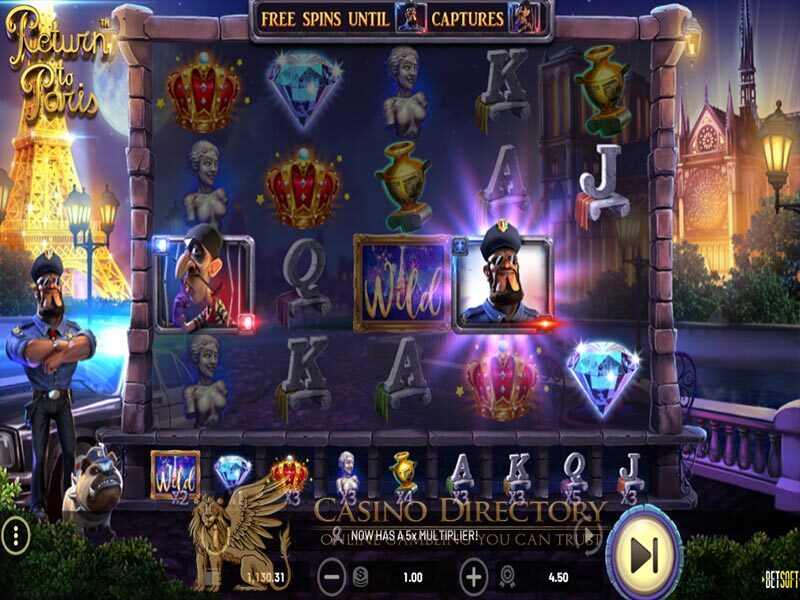 FREE SPINS UNTIL CAPTURES
Return
to
Paris
TM
K
A
J
Q
Wild
K
A
Wild
A
K
Q
J
X2
X3
X3
X4
X3
X3
X5
X3
CASINO DIRECTORY
NOW HAS A 5X MULTIPLIER!
ONLINE GAMBLING YOU CAN TRUST
1,130.31
1.00
4.50
BETSOFT